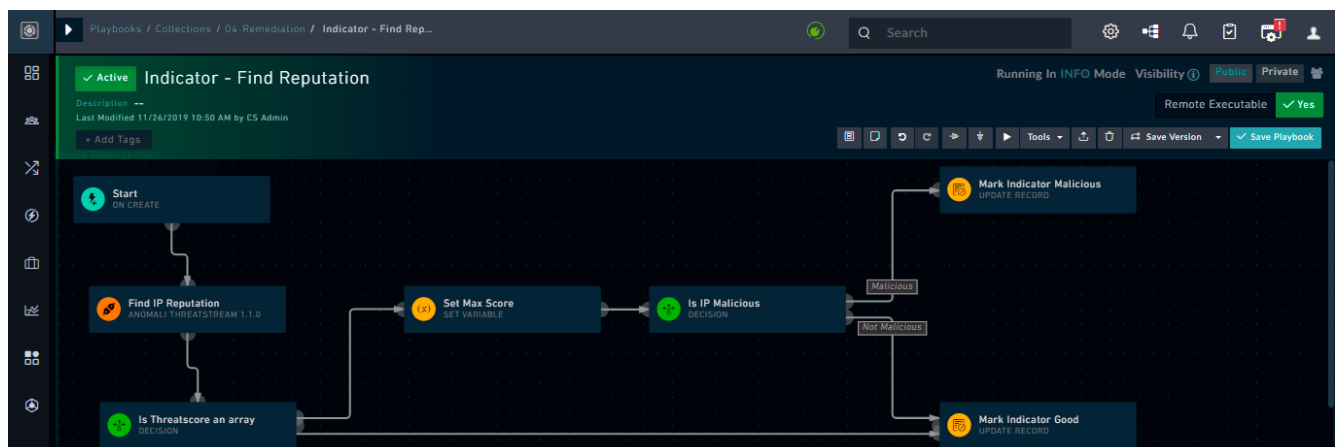 Playbooks / Collections / 04-Remediation / Indicator - Find Rep...
Search
Active Indicator - Find Reputation
Running In INFO Mode Visibility Public Private
Description --
Remote Executable Yes
Last Modified 11/26/2019 10:50 AM by CS Admin
+ Add Tags
Tools Save Version Save Playbook
Start
ON CREATE
Mark Indicator Malicious
UPDATE RECORD
Malicious
Find IP Reputation
ANOMALI THREATSTREAM 1.1.0
(x) Set Max Score
SET VARIABLE
Is IP Malicious
DECISION
Not Malicious
Is Threatscore an array
DECISION
Mark Indicator Good
UPDATE RECORD